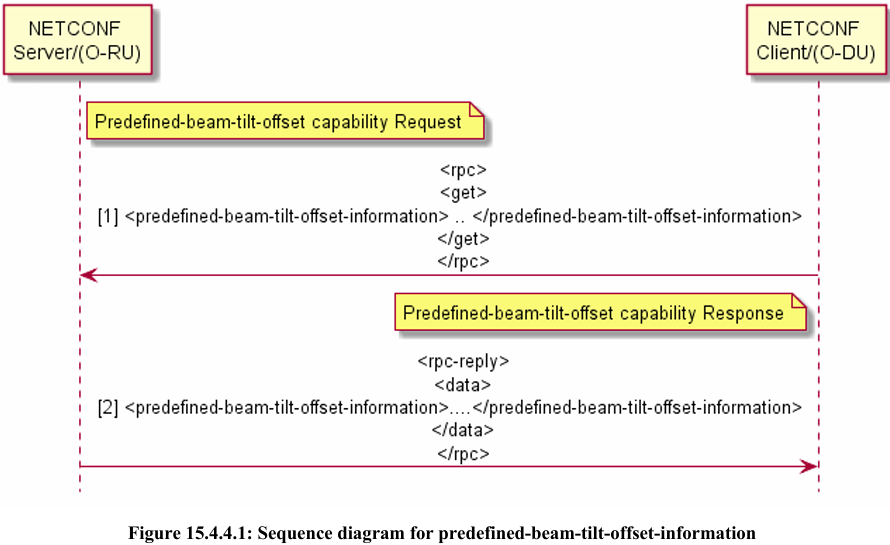 NETCONF
Server/(O-RU)
NETCONF
Client/(O-DU)
Predefined-beam-tilt-offset capability Request
<rpc>
<get>
[1] <predefined-beam-tilt-offset-information> .. </predefined-beam-tilt-offset-information>
</get>
</rpc>
Predefined-beam-tilt-offset capability Response
<rpc-reply>
<data>
[2] <predefined-beam-tilt-offset-information>....</predefined-beam-tilt-offset-information>
</data>
</rpc>
Figure 15.4.4.1: Sequence diagram for predefined-beam-tilt-offset-information